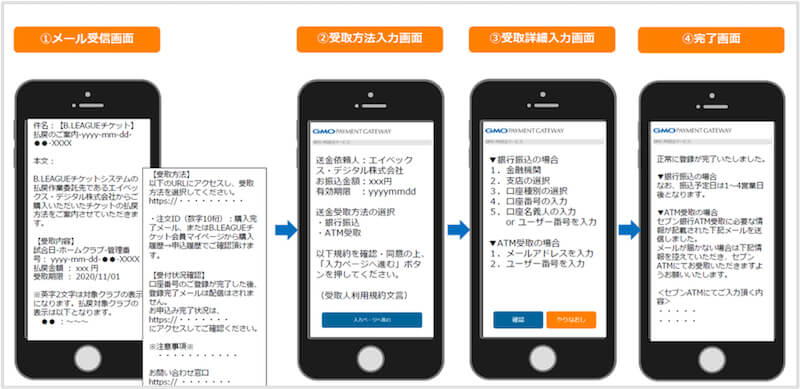 ①メール受信画面
②受取方法入力画面
③受取詳細入力画面
④完了画面
件名：【B.LEAGUEチケット】
払戻のご案内-yyyy-mm-dd-
●●-XXXX
本文：
B.LEAGUEチケットシステムの
払戻作業委託先であるエイベッ
クス・デジタル株式会社からご
購入いただいたチケットの払戻
方法をご案内させていただきま
す。
【受取内容】
試合日-ホームクラブ-管理番
号： yyyy-mm-dd-●●-XXXX
払戻金額 ： xxx 円
受取期限 ： 2020/11/01
※英字2文字は対象クラブの表示
になります。払戻対象クラブの
表示は以下となります。
●● ：～～～
【受取方法】
以下のURLにアクセスし、受取
方法を選択してください。
https://・・・・・・・・・
・注文ID（数字10桁）：購入完
了メール、またはB.LEAGUEチ
ケット会員マイページから購入
履歴→申込履歴でご確認頂けま
す。
【受付状況確認】
口座番号のご登録が完了した後、
登録完了メールは配信はされま
せん。
お申込み完了状況は、
https://・・・・・・・
にアクセスしてご確認ください。
※注意事項※
・・・・・・・・・・・
お問い合わせ窓口
https://・・・・・・・・・
GMO PAYMENT GATEWAY
送金依頼人：エイベック
ス・デジタル株式会社
お振込金額：xxx円
有効期限 ：yyyymmdd
送金受取方法の選択
・銀行振込
・ATM受取
以下規約を確認・同意の上、
「入力ページへ進む」ボタ
ンを押してください。
（受取人利用規約文言）
入力ページへ進む
GMO PAYMENT GATEWAY
▼銀行振込の場合
1. 金融機関
2. 支店の選択
3. 口座種別の選択
4. 口座番号の入力
5. 口座名義人の入力
or ユーザー番号を入力
▼ATM受取の場合
1. メールアドレスを入力
2. ユーザー番号を入力
確認
やりなおし
GMO PAYMENT GATEWAY
正常に登録が完了いたしました。
▼銀行振込の場合
なお、振込予定日は1～4営業日
後となります。
▼ATM受取の場合
セブン銀行ATM受取に必要な情
報が記載された下記メールを送
信しました。
メールが届かない場合は下記情
報を控えていただき、セブン
ATMにてお受取いただきますよ
うお願いいたします。
＜セブンATMにてご入力頂く内
容＞
・・・・・
・・・・・